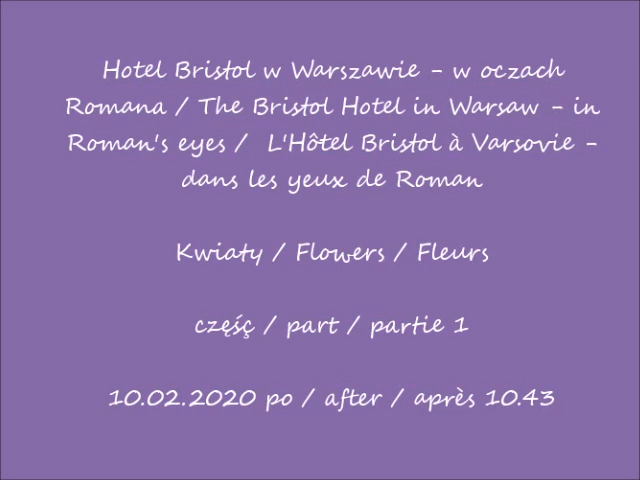 Hotel Bristol w Warszawie - w oczach
Romana / The Bristol Hotel in Warsaw - in
Roman's eyes /  L'Hôtel Bristol à Varsovie -
dans les yeux de Roman
Kwiaty / Flowers / Fleurs
częśç / part / partie 1
10.02.2020 po / after / après 10.43